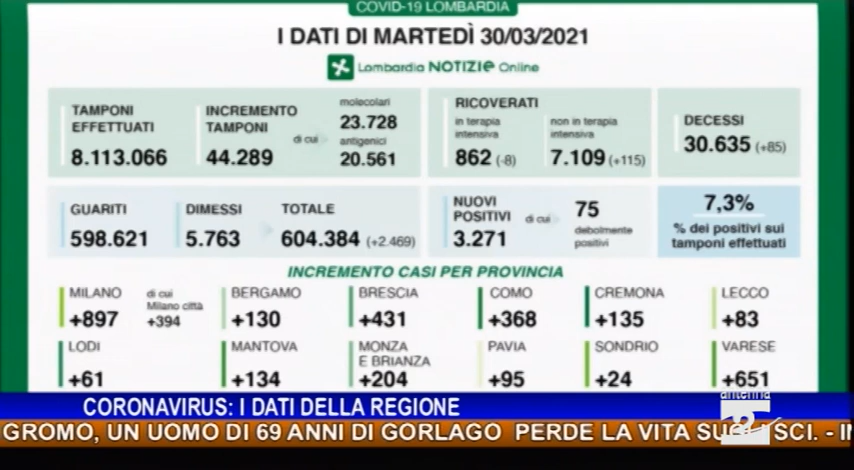 COVID-19 LOMBARDIA
I DATI DI MARTEDÌ 30/03/2021
Lombardia NOTIZIE Online
TAMPONI EFFETTUATI
8.113.066
INCREMENTO TAMPONI
44.289
di cui
molecolari
23.728
antigenici
20.561
RICOVERATI
in terapia intensiva
862 (-8)
non in terapia intensiva
7.109 (+115)
DECESSI
30.635 (+85)
GUARITI
598.621
DIMESSI
5.763
TOTALE
604.384 (+2.469)
NUOVI POSITIVI
3.271
di cui
75
debolmente positivi
7,3%
% dei positivi sui tamponi effettuati
INCREMENTO CASI PER PROVINCIA
MILANO
+897
di cui Milano città
+394
BERGAMO
+130
BRESCIA
+431
COMO
+368
CREMONA
+135
LECCO
+83
LODI
+61
MANTOVA
+134
MONZA E BRIANZA
+204
PAVIA
+95
SONDRIO
+24
VARESE
+651
CORONAVIRUS: I DATI DELLA REGIONE
antenna
2
GROMO, UN UOMO DI 69 ANNI DI GORLAGO PERDE LA VITA SUGLI SCI. - IN